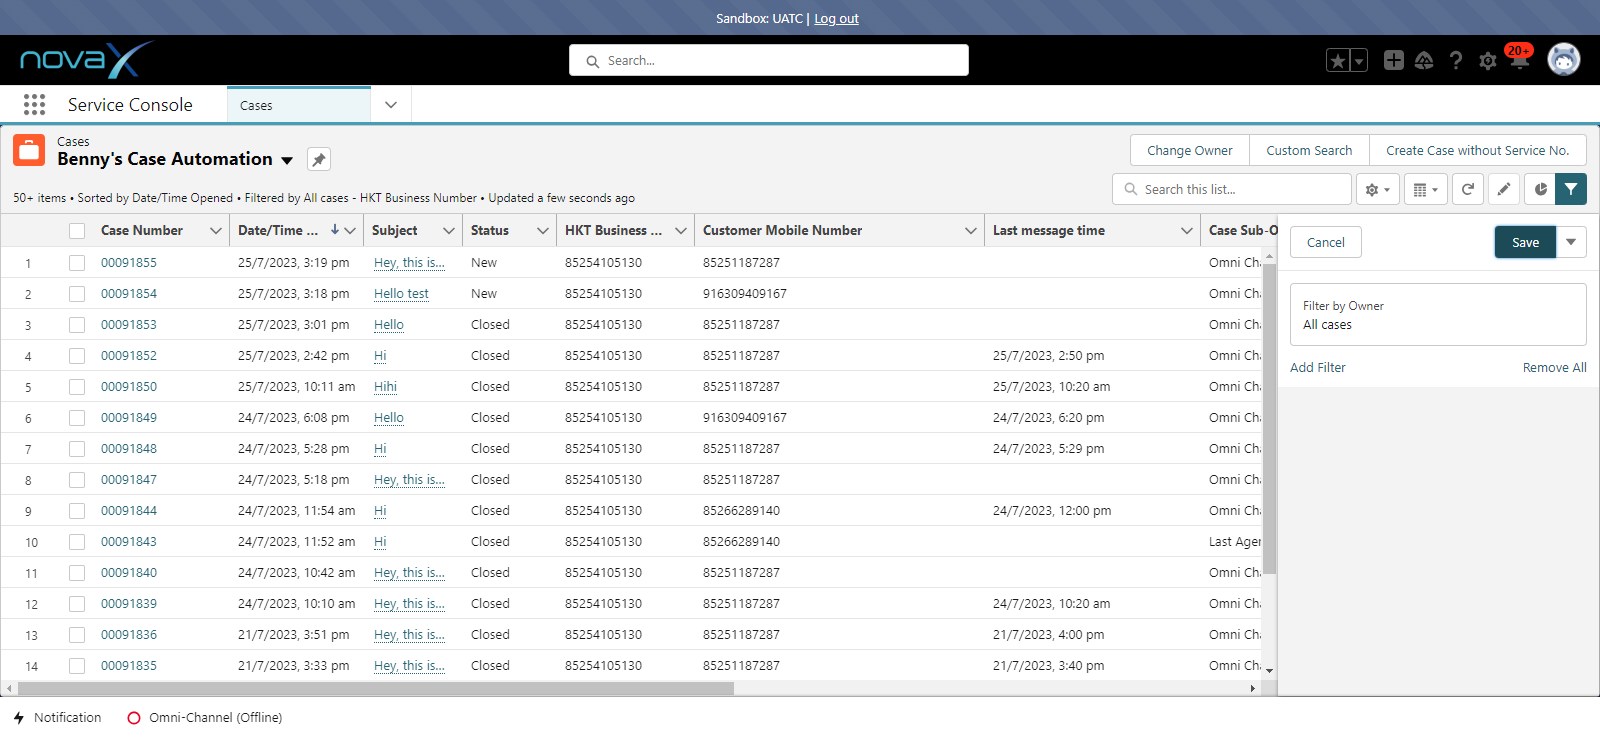 Sandbox: UATC | Log out
novaX
Search...
20+
Service Console
Cases
Cases
Benny's Case Automation
Change Owner
Custom Search
Create Case without Service No.
50+ items • Sorted by Date/Time Opened • Filtered by All cases - HKT Business Number • Updated a few seconds ago
Search this list...
Case Number Date/Time ... Subject Status HKT Business ... Customer Mobile Number Last message time Case Sub-O
1 00091855 25/7/2023, 3:19 pm Hey, this is... New 85254105130 85251187287 Omni Cha
2 00091854 25/7/2023, 3:18 pm Hello test New 85254105130 916309409167 Omni Cha
3 00091853 25/7/2023, 3:01 pm Hello Closed 85254105130 85251187287 Omni Cha
4 00091852 25/7/2023, 2:42 pm Hi Closed 85254105130 85251187287 25/7/2023, 2:50 pm Omni Cha
5 00091850 25/7/2023, 10:11 am Hihi Closed 85254105130 85251187287 25/7/2023, 10:20 am Omni Cha
6 00091849 24/7/2023, 6:08 pm Hello Closed 85254105130 916309409167 24/7/2023, 6:20 pm Omni Cha
7 00091848 24/7/2023, 5:28 pm Hi Closed 85254105130 85251187287 24/7/2023, 5:29 pm Omni Cha
8 00091847 24/7/2023, 5:18 pm Hey, this is... Closed 85254105130 85251187287 Omni Cha
9 00091844 24/7/2023, 11:54 am Hi Closed 85254105130 85266289140 24/7/2023, 12:00 pm Omni Cha
10 00091843 24/7/2023, 11:52 am Hi Closed 85254105130 85266289140 Last Agen
11 00091840 24/7/2023, 10:42 am Hey, this is... Closed 85254105130 85251187287 Omni Cha
12 00091839 24/7/2023, 10:10 am Hey, this is... Closed 85254105130 85251187287 24/7/2023, 10:20 am Omni Cha
13 00091836 21/7/2023, 3:51 pm Hey, this is... Closed 85254105130 85251187287 21/7/2023, 4:00 pm Omni Cha
14 00091835 21/7/2023, 3:33 pm Hey, this is... Closed 85254105130 85251187287 21/7/2023, 3:40 pm Omni Cha
Cancel
Save
Filter by Owner
All cases
Add Filter
Remove All
Notification
Omni-Channel (Offline)